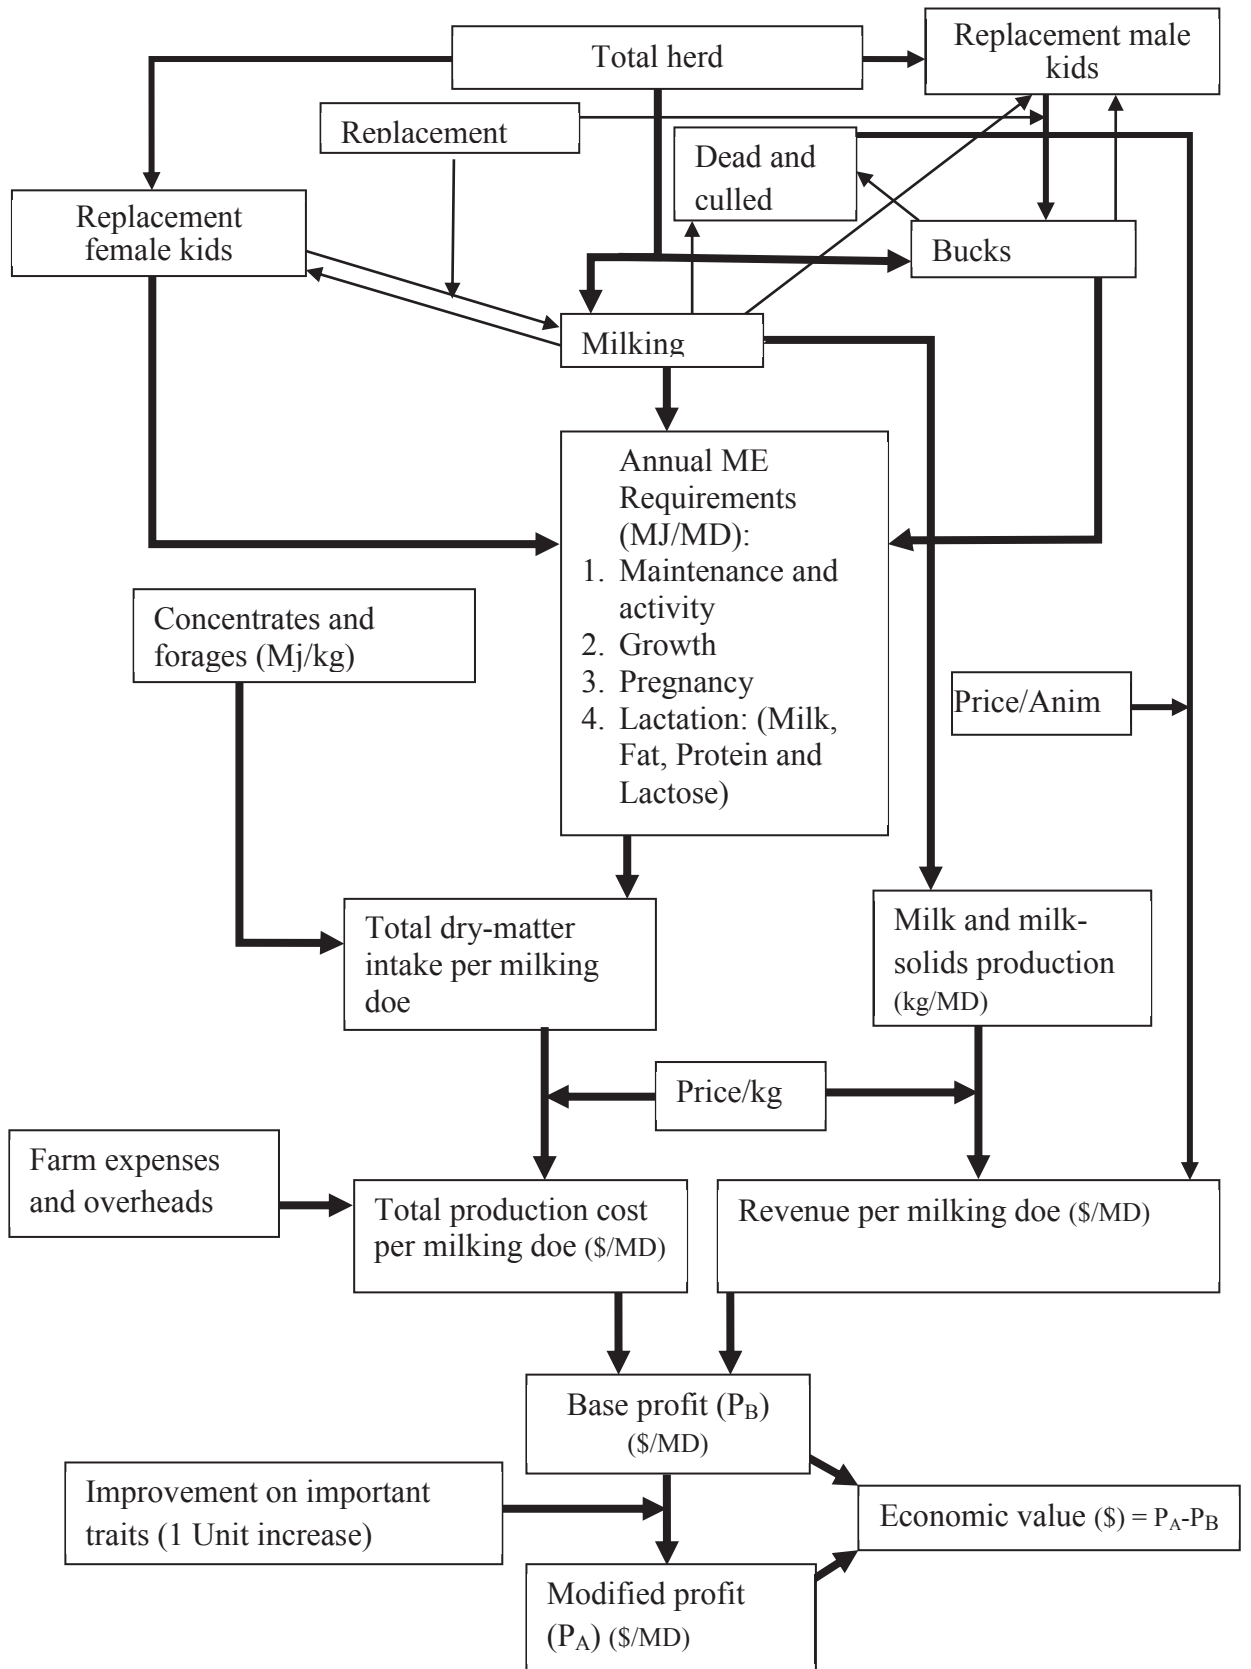 Total herd
Replacement male
kids
Replacement
Dead and
culled
Replacement
female kids
Bucks
Milking
Annual ME
Requirements
(MJ/MD):
1. Maintenance and
activity
2. Growth
3. Pregnancy
4. Lactation: (Milk,
Fat, Protein and
Lactose)
Concentrates and
forages (Mj/kg)
Price/Anim
Total dry-matter
intake per milking
doe
Milk and milk-
solids production
(kg/MD)
Price/kg
Farm expenses
and overheads
Total production cost
per milking doe ($/MD)
Revenue per milking doe ($/MD)
Base profit (P_B)
($/MD)
Improvement on important
traits (1 Unit increase)
Economic value ($) = P_A-P_B
Modified profit
(P_A) ($/MD)